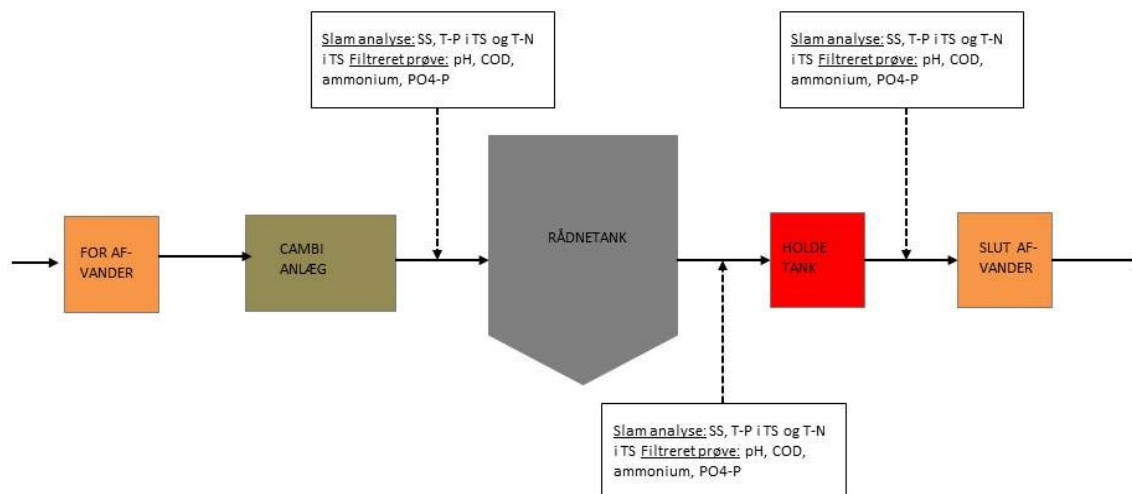 Slam analyse: SS, T-P i TS og T-N
i TS Filtreret prøve: pH, COD,
ammonium, PO4-P
Slam analyse: SS, T-P i TS og T-N
i TS Filtreret prøve: pH, COD,
ammonium, PO4-P
FOR AF-
VANDER
CAMBI
ANLÆG
RÅDNETANK
HOLDE
TANK
SLUT AF-
VANDER
Slam analyse: SS, T-P i TS og T-N
i TS Filtreret prøve: pH, COD,
ammonium, PO4-P